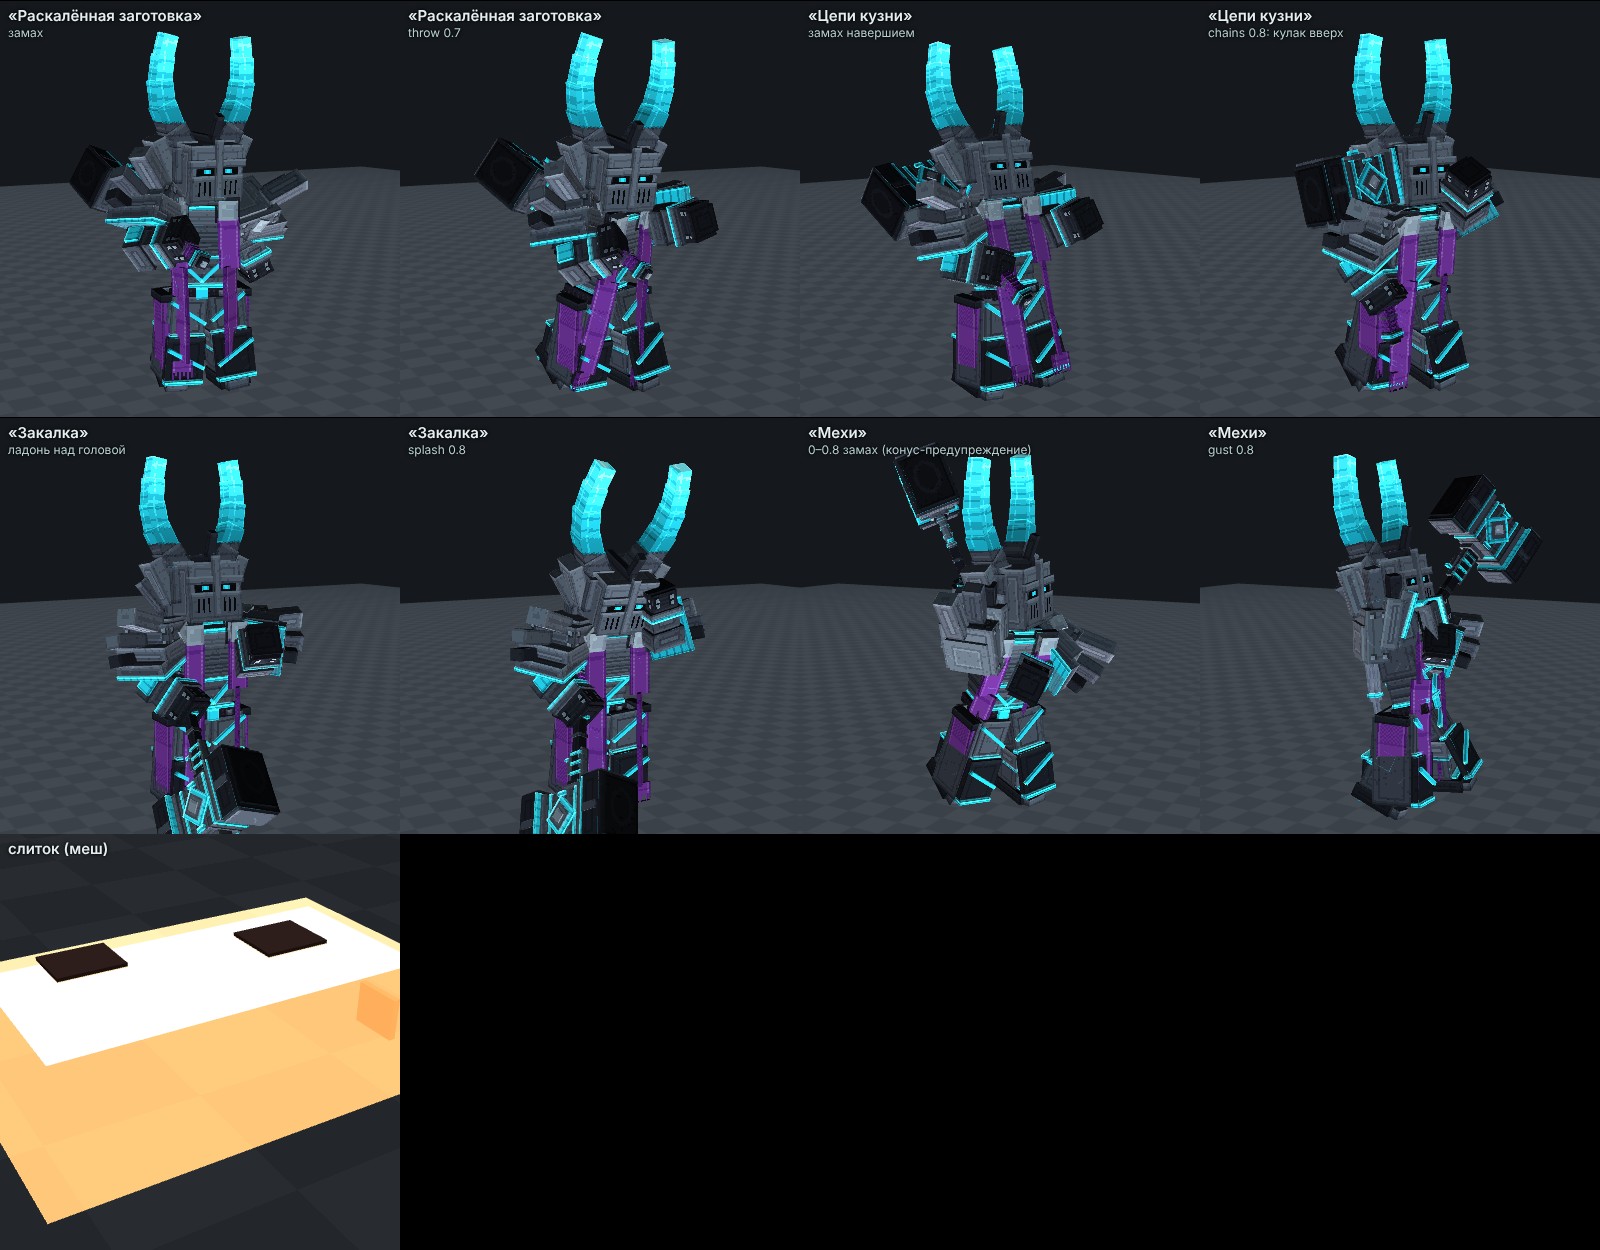 «Раскалённая заготовка»
замах
«Раскалённая заготовка»
throw 0.7
«Цепи кузни»
замах навершием
«Цепи кузни»
chains 0.8: кулак вверх
«Закалка»
ладонь над головой
«Закалка»
splash 0.8
«Мехи»
0–0.8 замах (конус-предупреждение)
«Мехи»
gust 0.8
слиток (меш)